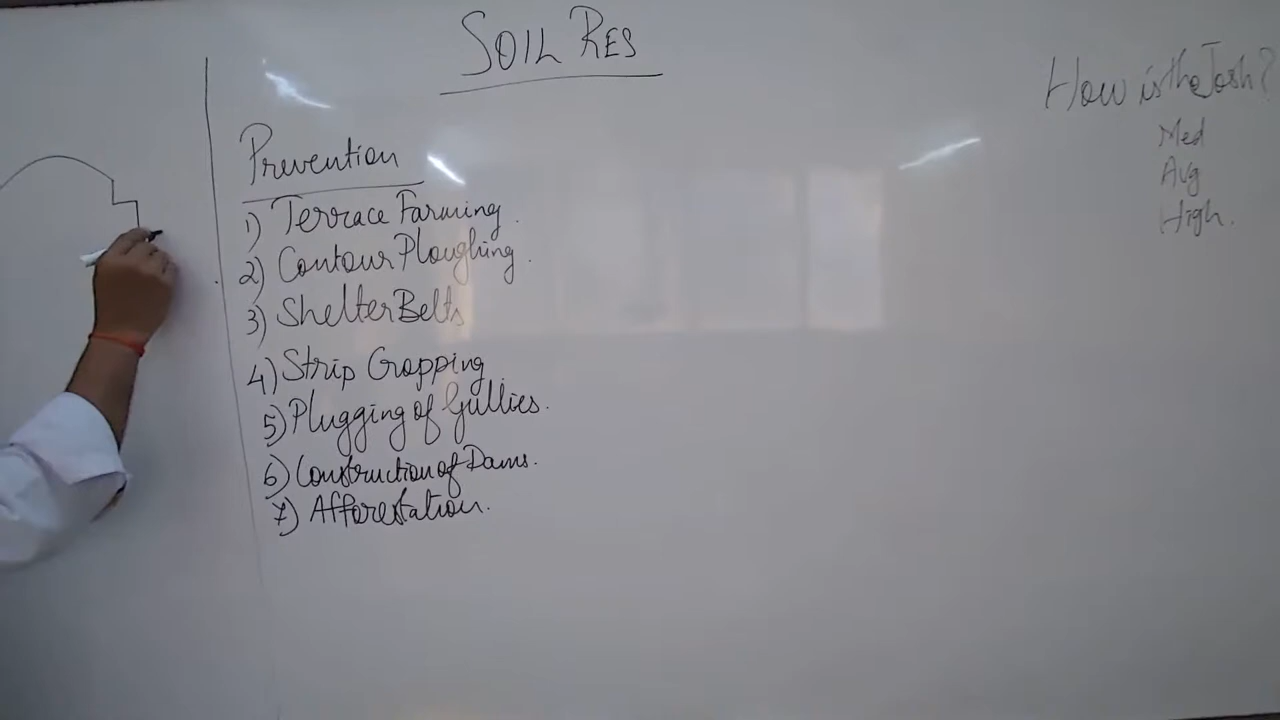 SOIL RES
Prevention
1) Terrace Farming.
2) Contour Ploughing.
3) Shelter Belts
4) Strip Cropping
5) Plugging of Gullies.
6) Construction of Dams.
7) Afforestation.
How is the Josh?
Med
Avg
High.